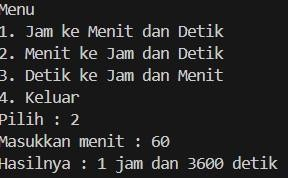 Menu
1. Jam ke Menit dan Detik
2. Menit ke Jam dan Detik
3. Detik ke Jam dan Menit
4. Keluar
Pilih : 2
Masukkan menit : 60
Hasilnya : 1 jam dan 3600 detik